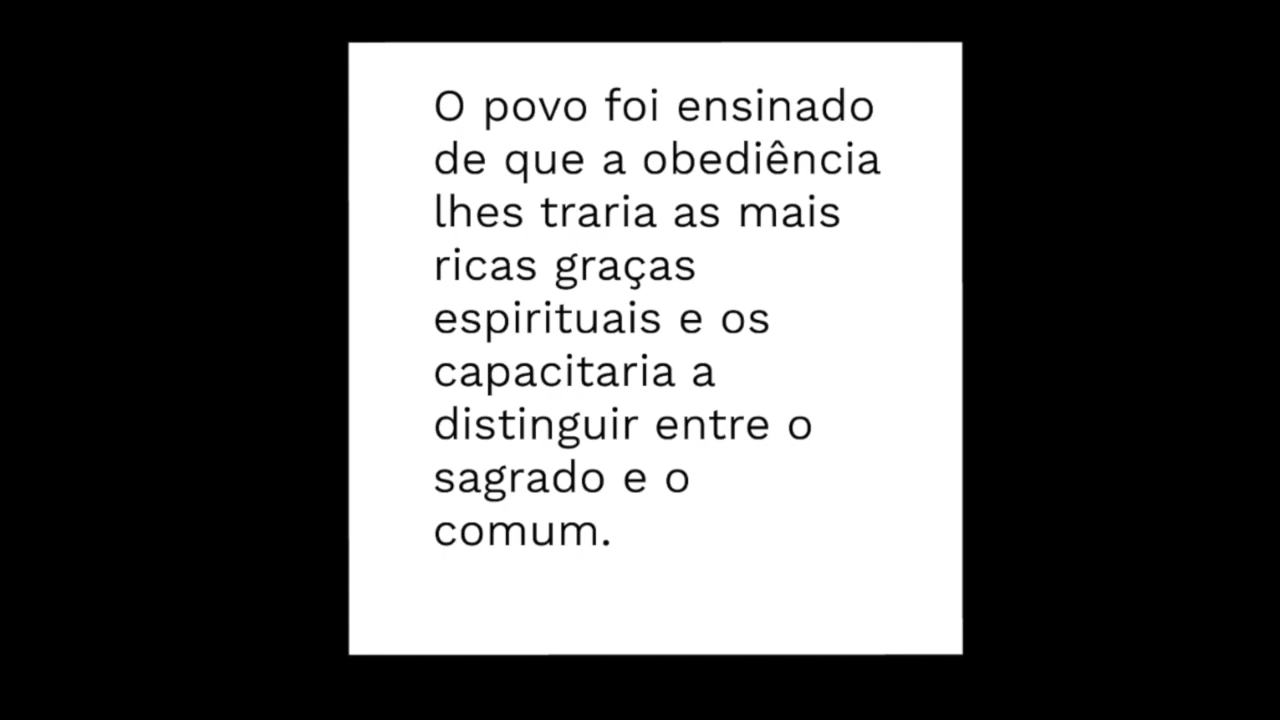 O povo foi ensinado
de que a obediência
lhes traria as mais
ricas graças
espirituais e os
capacitaria a
distinguir entre o
sagrado e o
comum.